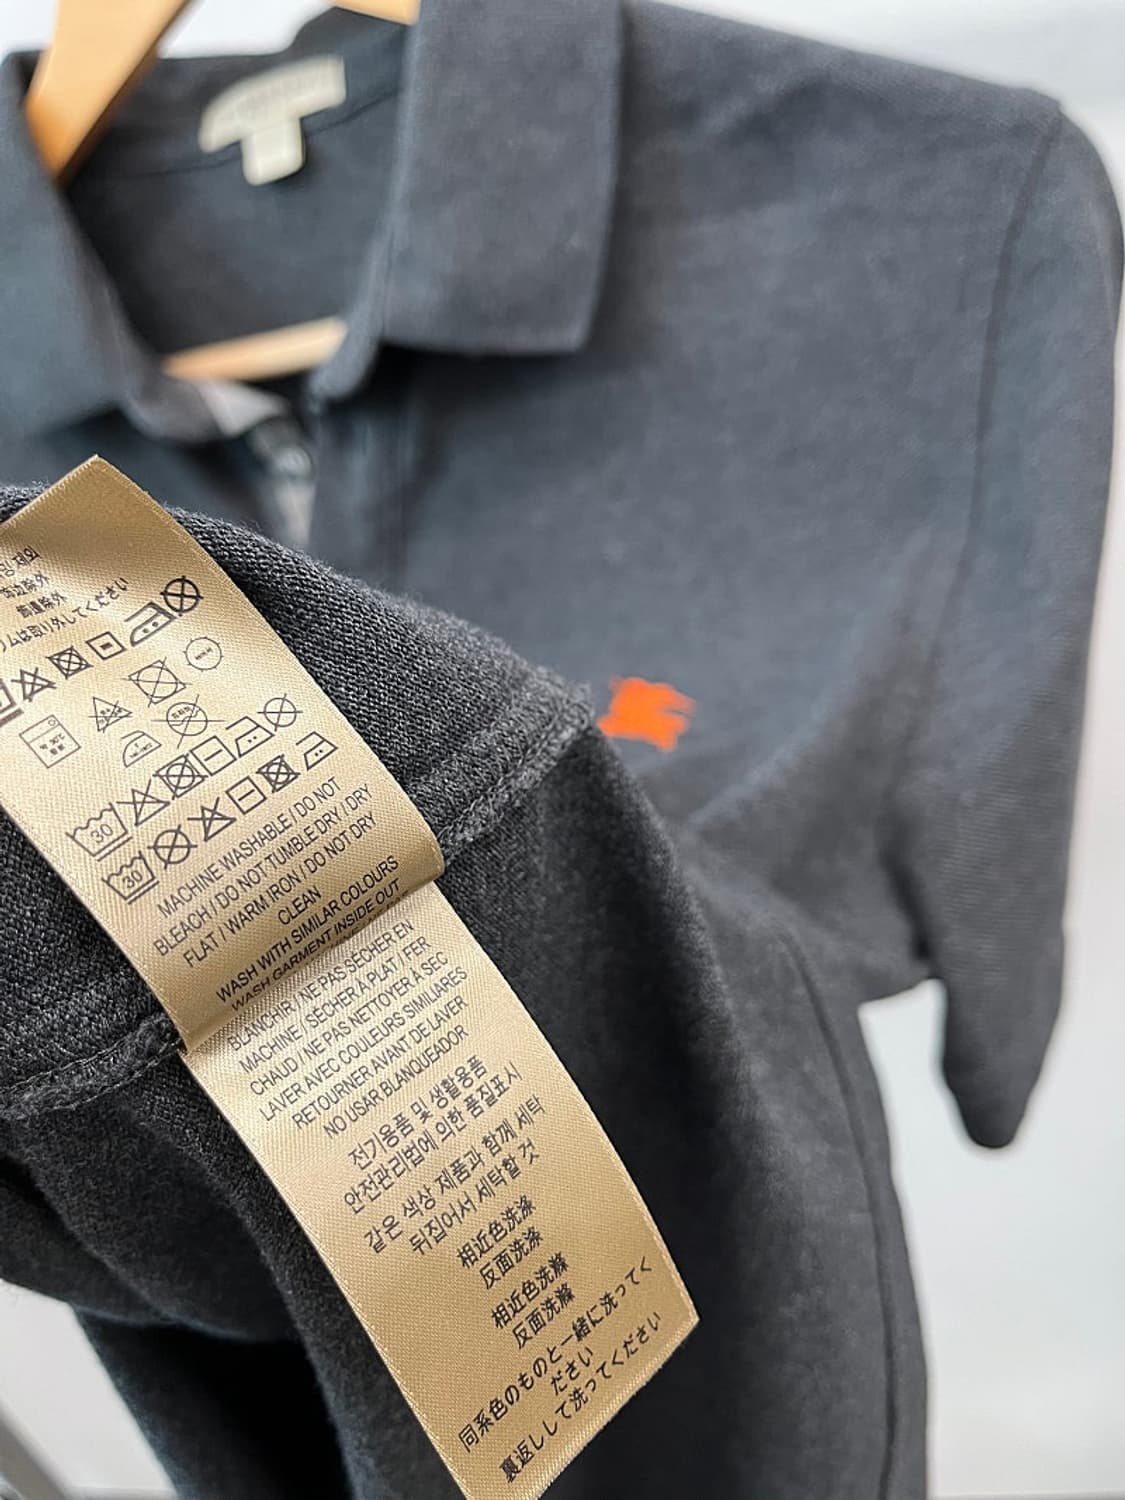 30
30
MACHINE WASHABLE / DO NOT
BLEACH / DO NOT TUMBLE DRY / DRY
FLAT / WARM IRON / DO NOT DRY
CLEAN
WASH WITH SIMILAR COLOURS
WASH GARMENT INSIDE OUT
BLANCHIR / NE PAS SÉCHER EN
MACHINE / SÉCHER À PLAT / FER
CHAUD / NE PAS NETTOYER À SEC
LAVER AVEC COULEURS SIMILAIRES
RETOURNER AVANT DE LAVER
NO USAR BLANQUEADOR
전기용품 및 생활용품
안전관리법에 의한 품질표시
같은 색상 제품과 함께 세탁
뒤집어서 세탁할 것
相近色洗涤
反面洗涤
相近色洗滌
反面洗滌
同系色のものと一緒に洗ってく
ださい
裏返しして洗ってください